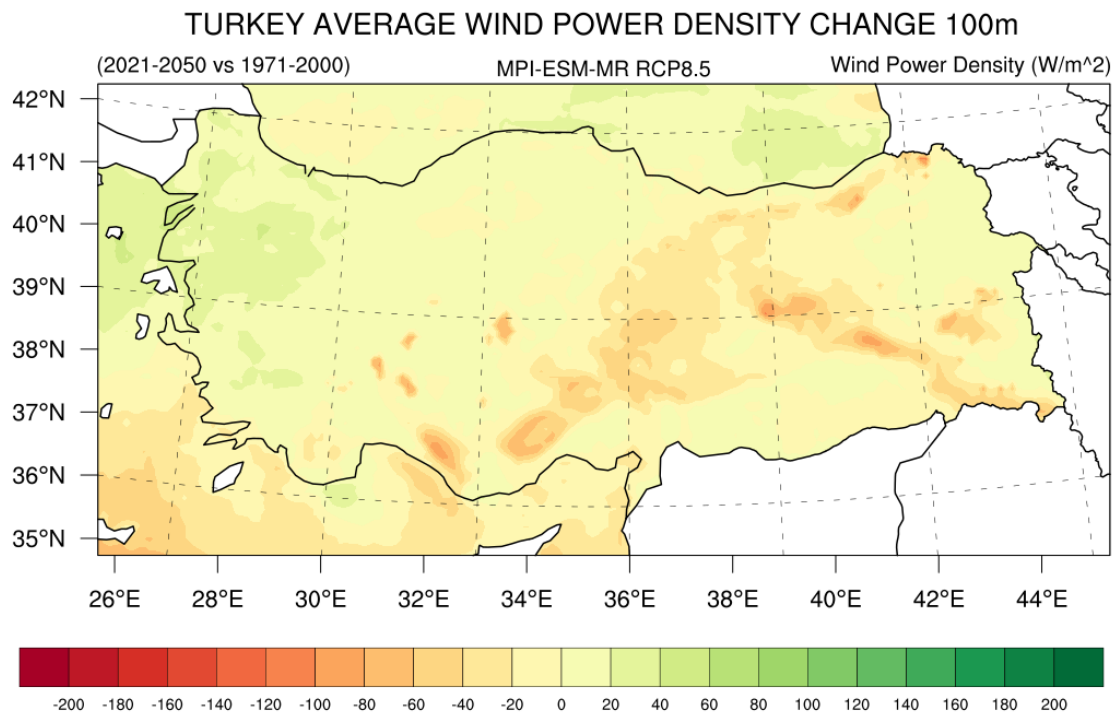 TURKEY AVERAGE WIND POWER DENSITY CHANGE 100m
(2021-2050 vs 1971-2000) MPI-ESM-MR RCP8.5 Wind Power Density (W/m^2)
42°N
41°N
40°N
39°N
38°N
37°N
36°N
35°N
26°E 28°E 30°E 32°E 34°E 36°E 38°E 40°E 42°E 44°E
-200 -180 -160 -140 -120 -100 -80 -60 -40 -20 0 20 40 60 80 100 120 140 160 180 200